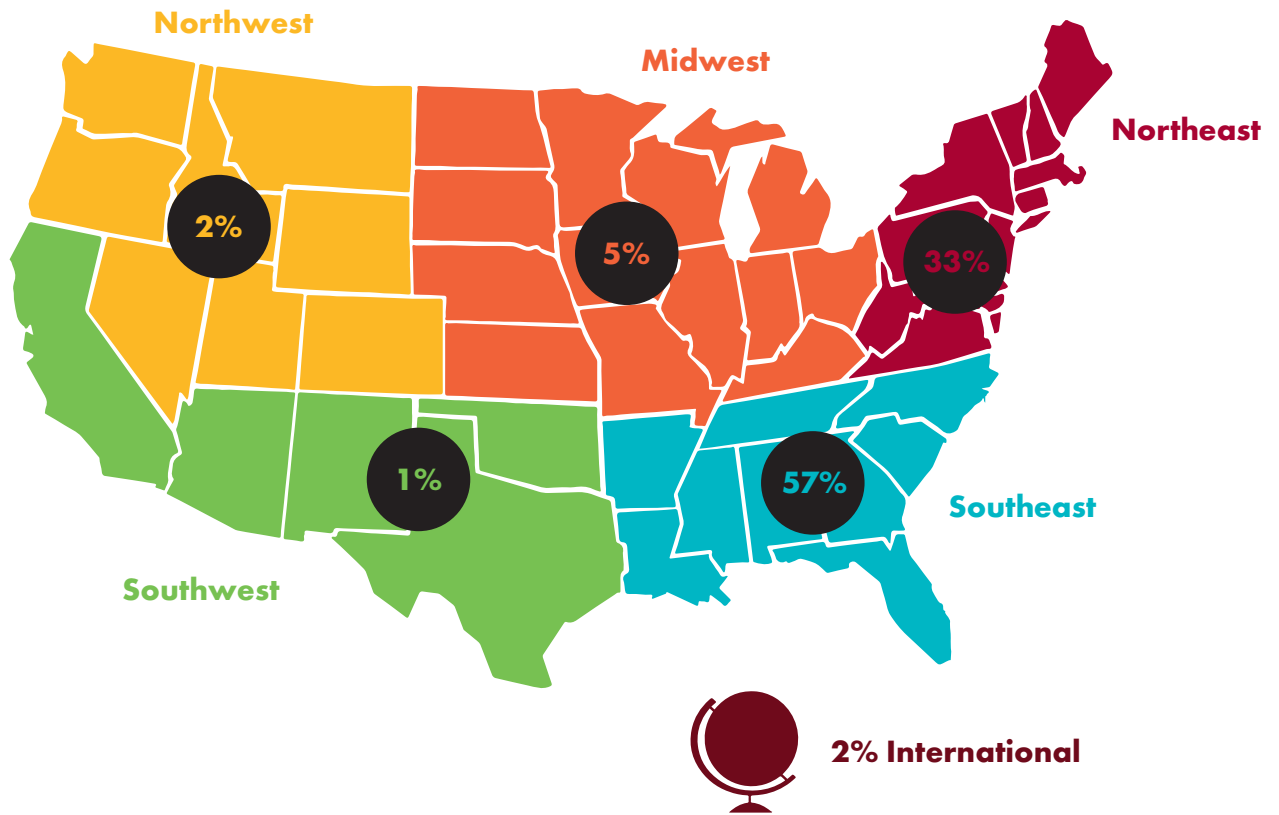 Northwest
Midwest
Northeast
2%
5%
33%
1%
57%
Southeast
Southwest
2% International